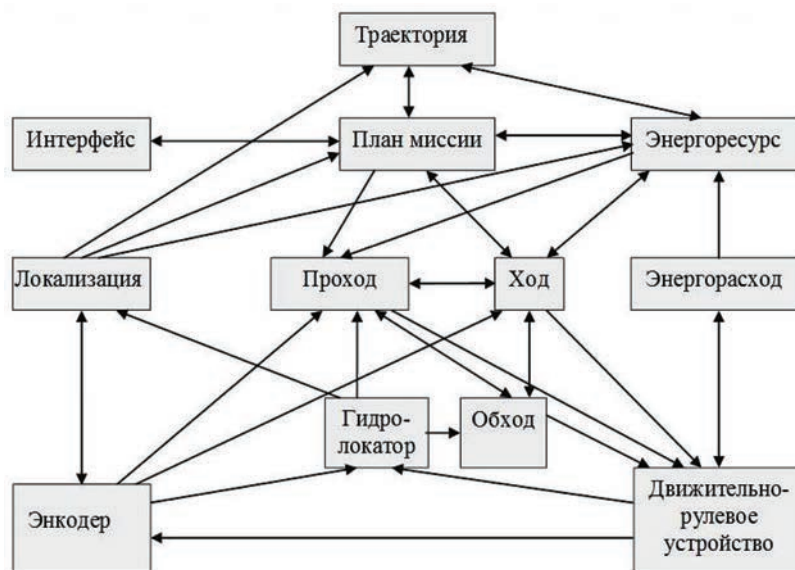 Траектория
Интерфейс
План миссии
Энергоресурс
Локализация
Проход
Ход
Энергорасход
Гидро-
локатор
Обход
Энкодер
Движительно-
рулевое
устройство